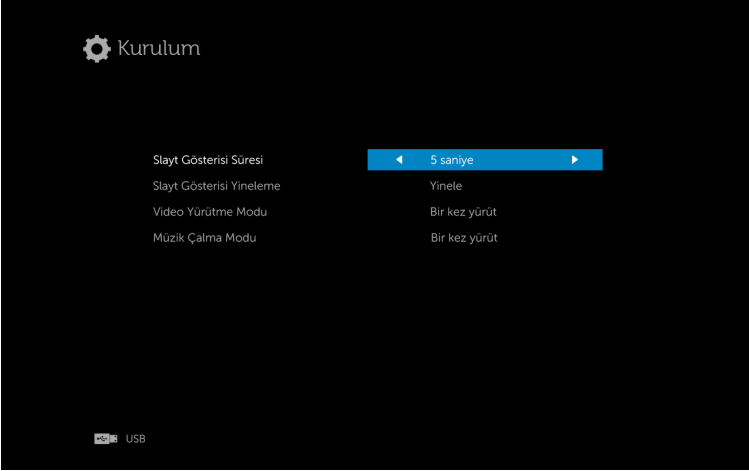 Kurulum
Slayt Gösterisi Süresi 5 saniye
Slayt Gösterisi Yineleme Yinele
Video Yürütme Modu Bir kez yürüt
Müzik Çalma Modu Bir kez yürüt
USB